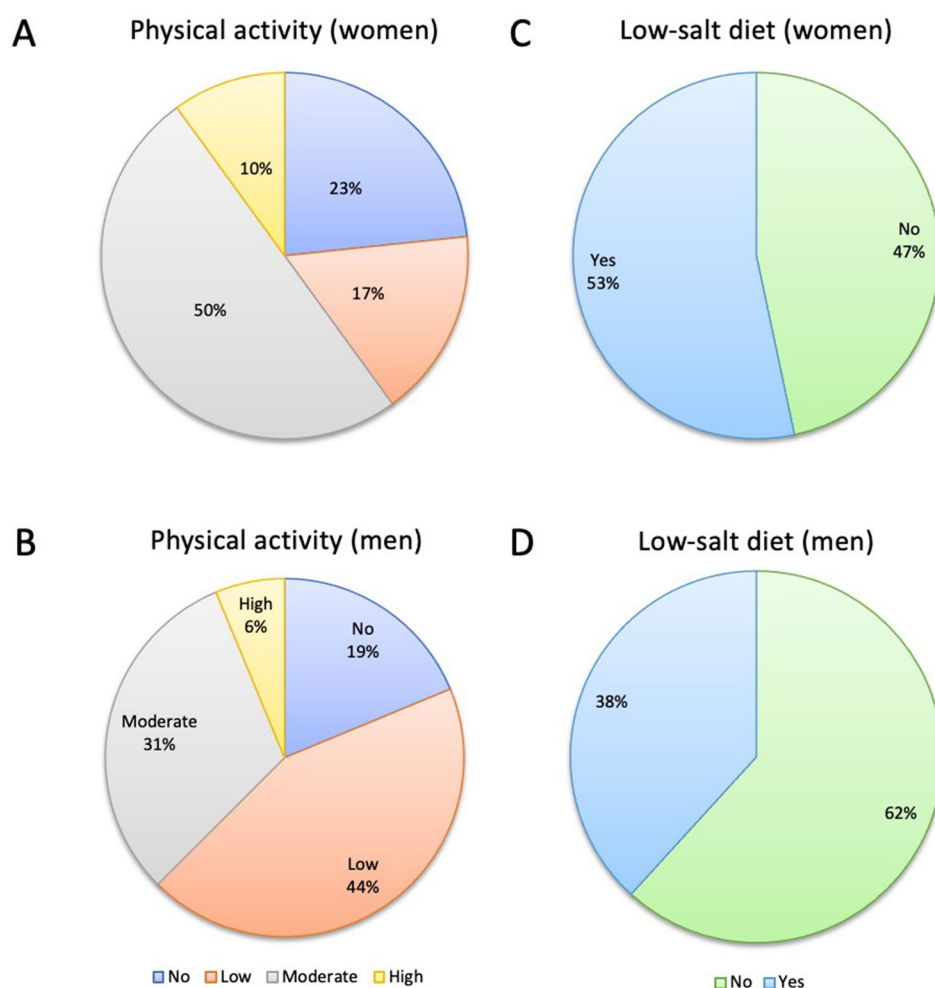 A
Physical activity (women)
10%
23%
17%
50%
C
Low-salt diet (women)
No
47%
Yes
53%
B
Physical activity (men)
High
6%
No
19%
Moderate
31%
Low
44%
No Low Moderate High
D
Low-salt diet (men)
38%
62%
No Yes